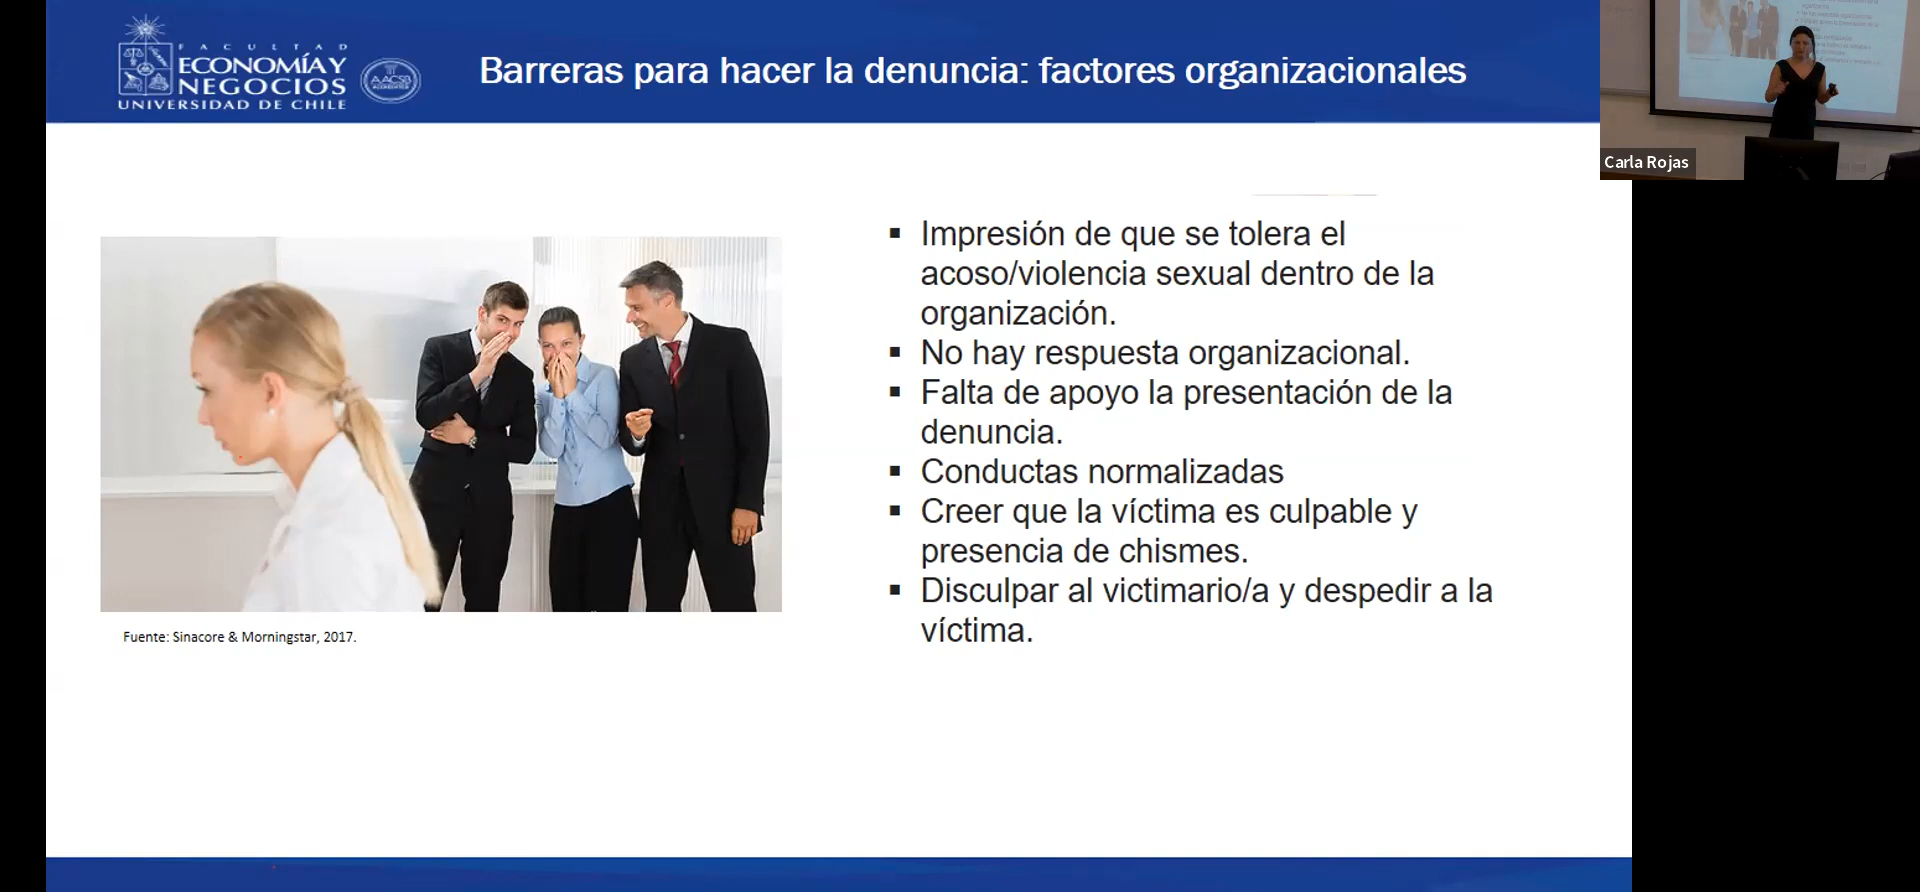 FACULTAD
ECONOMÍA Y
NEGOCIOS
UNIVERSIDAD DE CHILE
AACSB
ACCREDITED
Barreras para hacer la denuncia: factores organizacionales
Carla Rojas
▪ Impresión de que se tolera el
acoso/violencia sexual dentro de la
organización.
▪ No hay respuesta organizacional.
▪ Falta de apoyo la presentación de la
denuncia.
▪ Conductas normalizadas
▪ Creer que la víctima es culpable y
presencia de chismes.
▪ Disculpar al victimario/a y despedir a la
víctima.
Fuente: Sinacore & Morningstar, 2017.